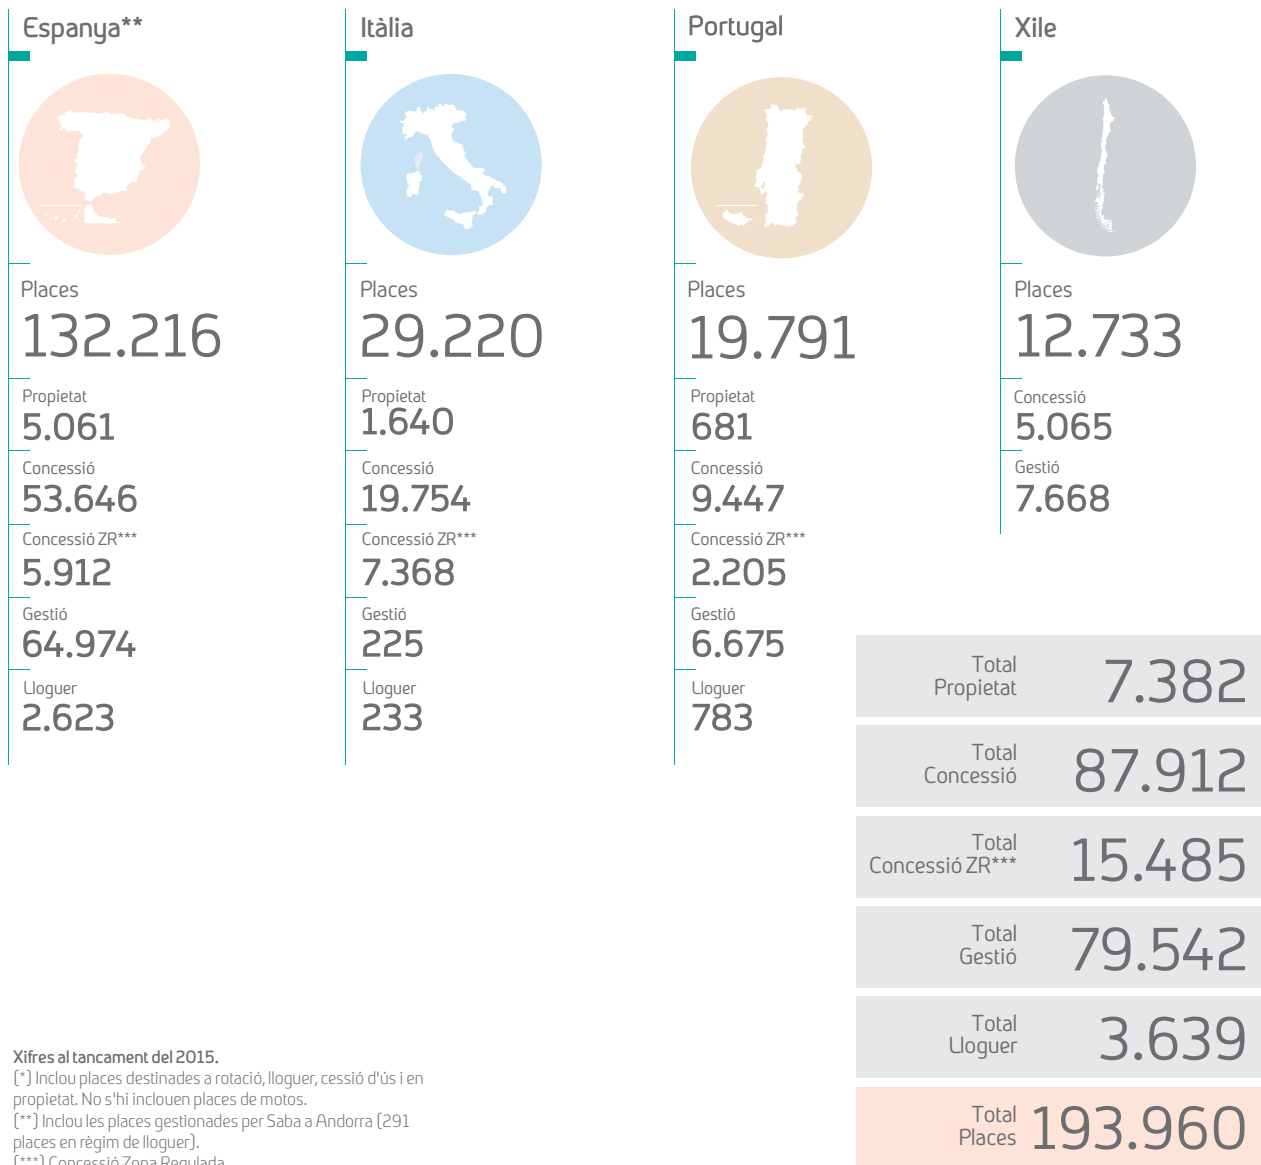 Espanya**
Places
132.216
Propietat
5.061
Concessió
53.646
Concessió ZR***
5.912
Gestió
64.974
Lloguer
2.623
Itàlia
Places
29.220
Propietat
1.640
Concessió
19.754
Concessió ZR***
7.368
Gestió
225
Lloguer
233
Portugal
Places
19.791
Propietat
681
Concessió
9.447
Concessió ZR***
2.205
Gestió
6.675
Lloguer
783
Xile
Places
12.733
Concessió
5.065
Gestió
7.668
Total
Propietat
7.382
Total
Concessió
87.912
Total
Concessió ZR***
15.485
Total
Gestió
79.542
Total
Lloguer
3.639
Total
Places
193.960
Xifres al tancament del 2015.
(*) Inclou places destinades a rotació, lloguer, cessió d'ús i en
propietat. No s'hi inclouen places de motos.
(**) Inclou les places gestionades per Saba a Andorra (291
places en règim de lloguer).
(***) Concessió Zona Regulada